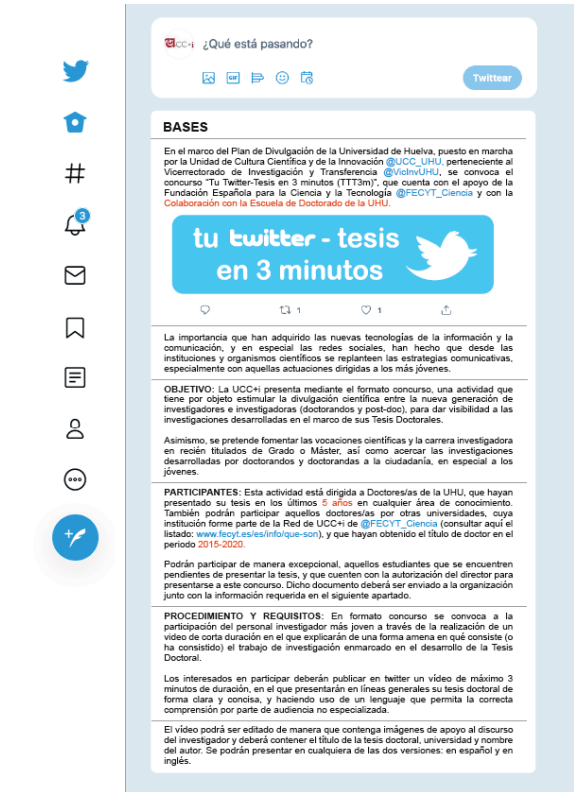 UCC+i ¿Qué está pasando?
GIF
Twittear
BASES
En el marco del Plan de Divulgación de la Universidad de Huelva, puesto en marcha
por la Unidad de Cultura Científica y de la Innovación @UCC_UHU, perteneciente al
Vicerrectorado de Investigación y Transferencia @VicInvUHU, se convoca el
concurso "Tu Twitter-Tesis en 3 minutos (TTT3m)", que cuenta con el apoyo de la
Fundación Española para la Ciencia y la Tecnología @FECYT_Ciencia y con la
Colaboración con la Escuela de Doctorado de la UHU.
tu twitter - tesis
en 3 minutos
1 1
3
La importancia que han adquirido las nuevas tecnologías de la información y la
comunicación, y en especial las redes sociales, han hecho que desde las
instituciones y organismos científicos se replanteen las estrategias comunicativas,
especialmente con aquellas actuaciones dirigidas a los más jóvenes.
OBJETIVO: La UCC+i presenta mediante el formato concurso, una actividad que
tiene por objeto estimular la divulgación científica entre la nueva generación de
investigadores e investigadoras (doctorandos y post-doc), para dar visibilidad a las
investigaciones desarrolladas en el marco de sus Tesis Doctorales.
Asimismo, se pretende fomentar las vocaciones científicas y la carrera investigadora
en recién titulados de Grado o Máster, así como acercar las investigaciones
desarrolladas por doctorandos y doctorandas a la ciudadanía, en especial a los
jóvenes.
PARTICIPANTES: Esta actividad está dirigida a Doctores/as de la UHU, que hayan
presentado su tesis en los últimos 5 años en cualquier área de conocimiento.
También podrán participar aquellos doctores/as por otras universidades, cuya
institución forme parte de la Red de UCC+i de @FECYT_Ciencia (consultar aquí el
listado: www.fecyt.es/es/info/que-son), y que hayan obtenido el título de doctor en el
periodo 2015-2020.
Podrán participar de manera excepcional, aquellos estudiantes que se encuentren
pendientes de presentar la tesis, y que cuenten con la autorización del director para
presentarse a este concurso. Dicho documento deberá ser enviado a la organización
junto con la información requerida en el siguiente apartado.
PROCEDIMIENTO Y REQUISITOS: En formato concurso se convoca a la
participación del personal investigador más joven a través de la realización de un
video de corta duración en el que explicarán de una forma amena en qué consiste (o
ha consistido) el trabajo de investigación enmarcado en el desarrollo de la Tesis
Doctoral.
Los interesados en participar deberán publicar en twitter un vídeo de máximo 3
minutos de duración, en el que presentarán en líneas generales su tesis doctoral de
forma clara y concisa, y haciendo uso de un lenguaje que permita la correcta
comprensión por parte de audiencia no especializada.
El vídeo podrá ser editado de manera que contenga imágenes de apoyo al discurso
del investigador y deberá contener el título de la tesis doctoral, universidad y nombre
del autor. Se podrán presentar en cualquiera de las dos versiones: en español y en
inglés.